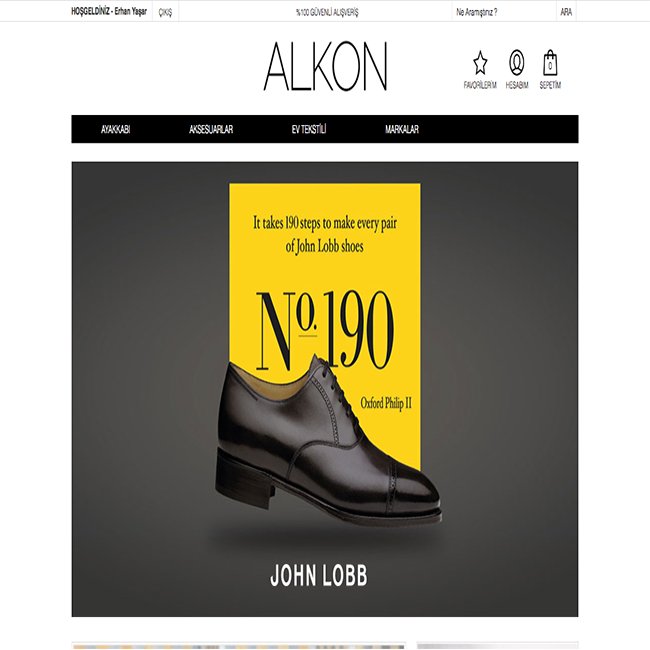 HOŞGELDİNİZ - Erhan Yaşar
ÇIKIŞ
%100 GÜVENLİ ALIŞVERİŞ
Ne Aramıştınız ?
ARA
ALKON
FAVORİLERİM
HESABIM
0
SEPETİM
AYAKKABI
AKSESUARLAR
EV TEKSTİLİ
MARKALAR
It takes 190 steps to make every pair
of John Lobb shoes
No. 190
Oxford Philip II
JOHN LOBB